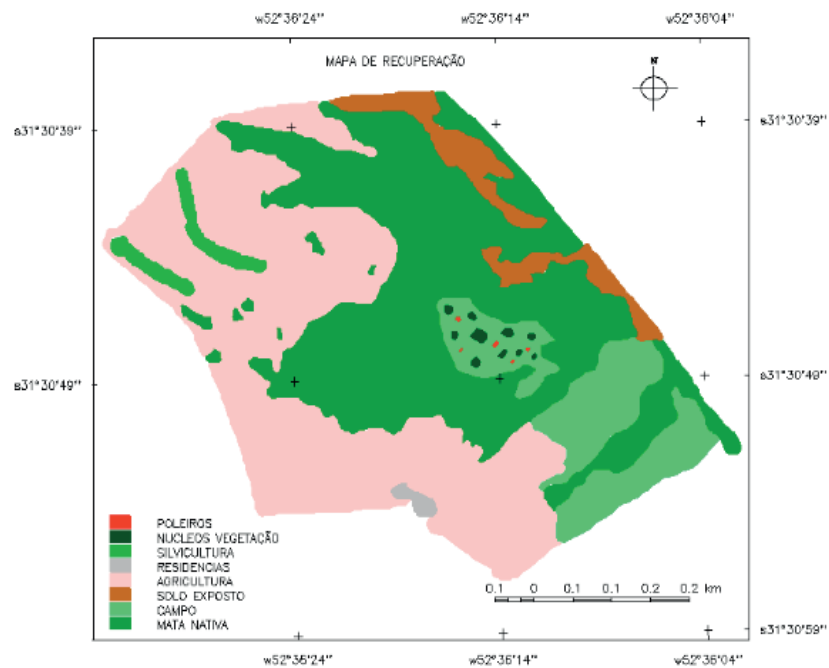 w52°36'24'' w52°36'14'' w52°36'04''
MAPA DE RECUPERAÇÃO
N
s31°30'39'' s31°30'39''
s31°30'49'' s31°30'49''
POLEIROS
NUCLEOS VEGETAÇÃO
SILVICULTURA
RESIDENCIAS
AGRICULTURA
SOLO EXPOSTO
CAMPO
MATA NATIVA
0.1 0 0.1 0.1 0.2 0.2 km
s31°30'59''
w52°36'24'' w52°36'14'' w52°36'04''